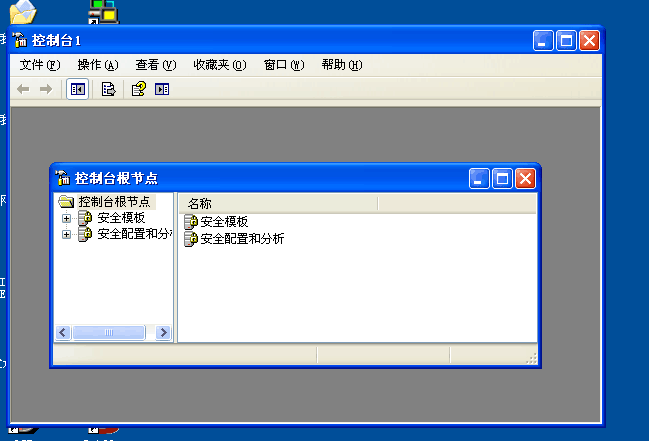 控制台1
文件(F) 操作(A) 查看(V) 收藏夹(O) 窗口(W) 帮助(H)
控制台根节点
控制台根节点
安全模板
安全配置和分
名称
安全模板
安全配置和分析